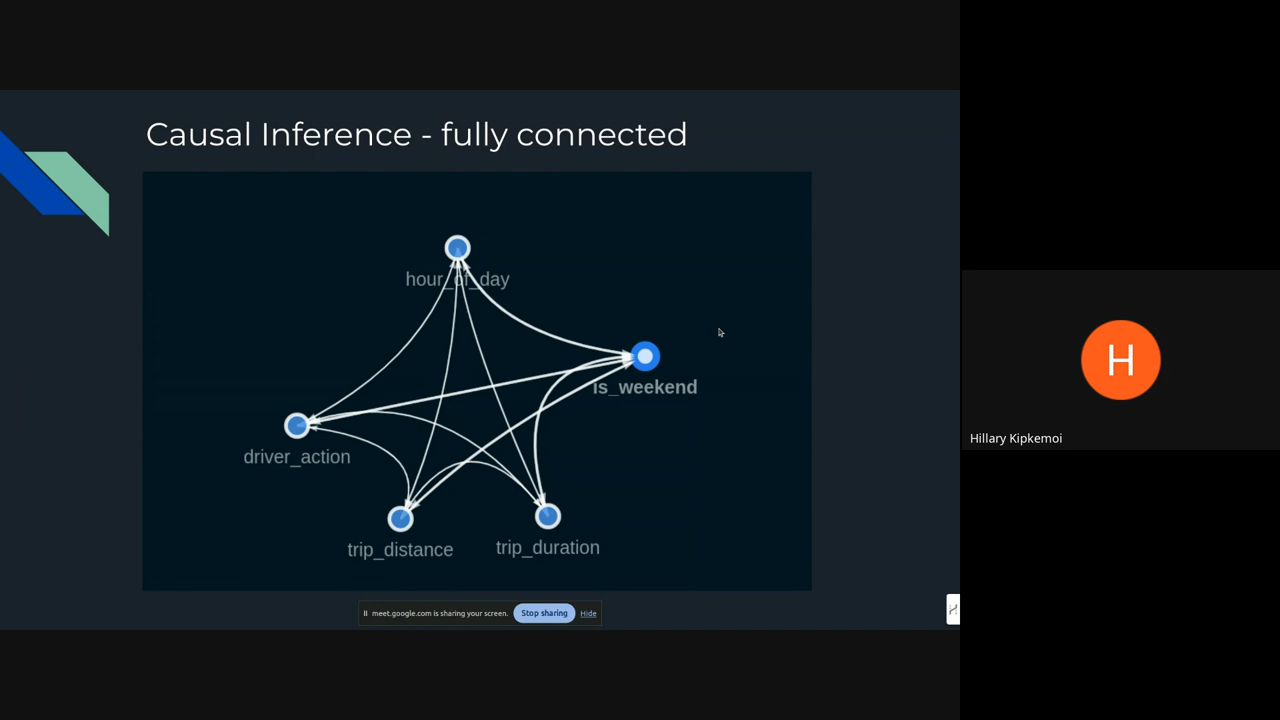 Causal Inference - fully connected
hour_of_day
is_weekend
driver_action
trip_distance
trip_duration
meet.google.com is sharing your screen.
Stop sharing
Hide
H
Hillary Kipkemoi